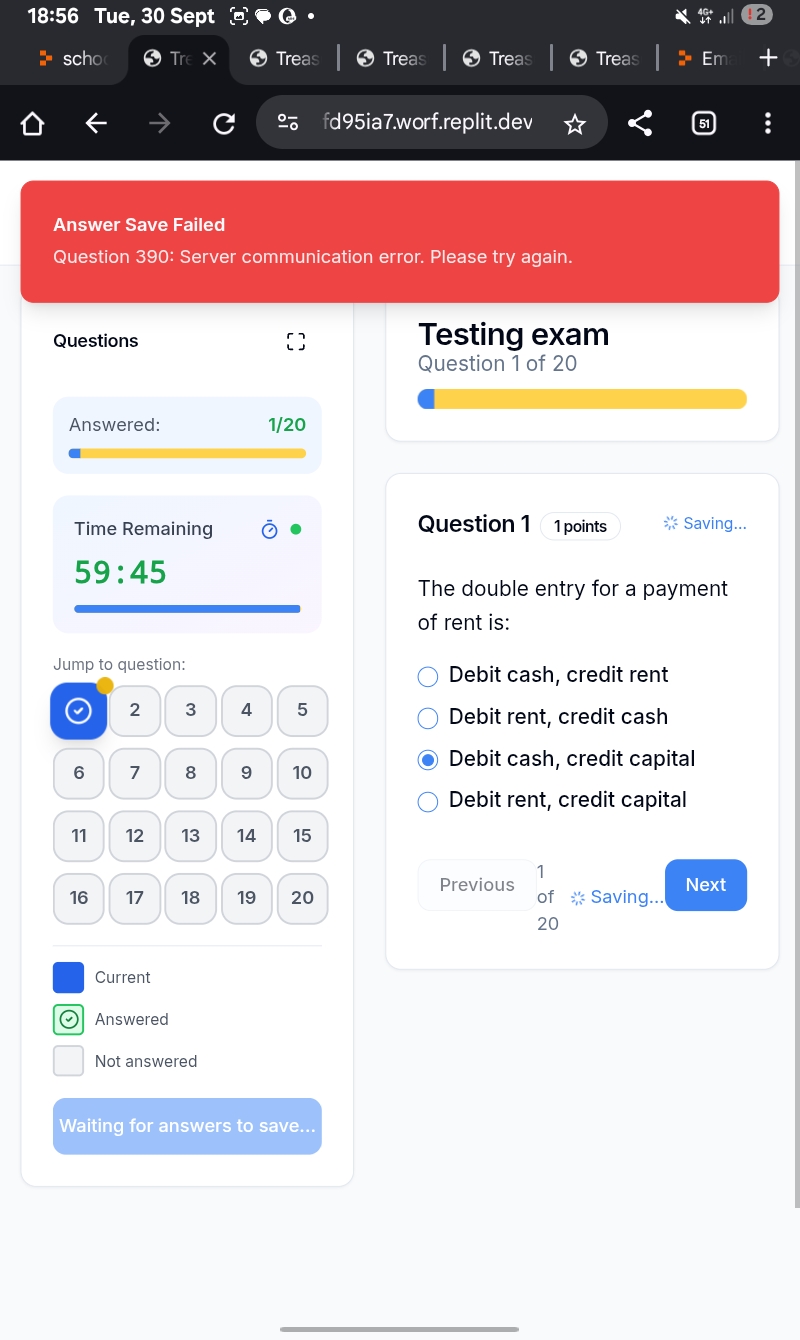 18:56 Tue, 30 Sept
4G+
2
schoo
Tre
Treas
Treas
Treas
Treas
Ema
fd95ia7.worf.replit.dev
51
Answer Save Failed
Question 390: Server communication error. Please try again.
Questions
Answered: 1/20
Time Remaining
59:45
Jump to question:
2 3 4 5
6 7 8 9 10
11 12 13 14 15
16 17 18 19 20
Current
Answered
Not answered
Waiting for answers to save...
Testing exam
Question 1 of 20
Question 1 1 points Saving...
The double entry for a payment
of rent is:
Debit cash, credit rent
Debit rent, credit cash
Debit cash, credit capital
Debit rent, credit capital
Previous
1
of
20
Saving...
Next